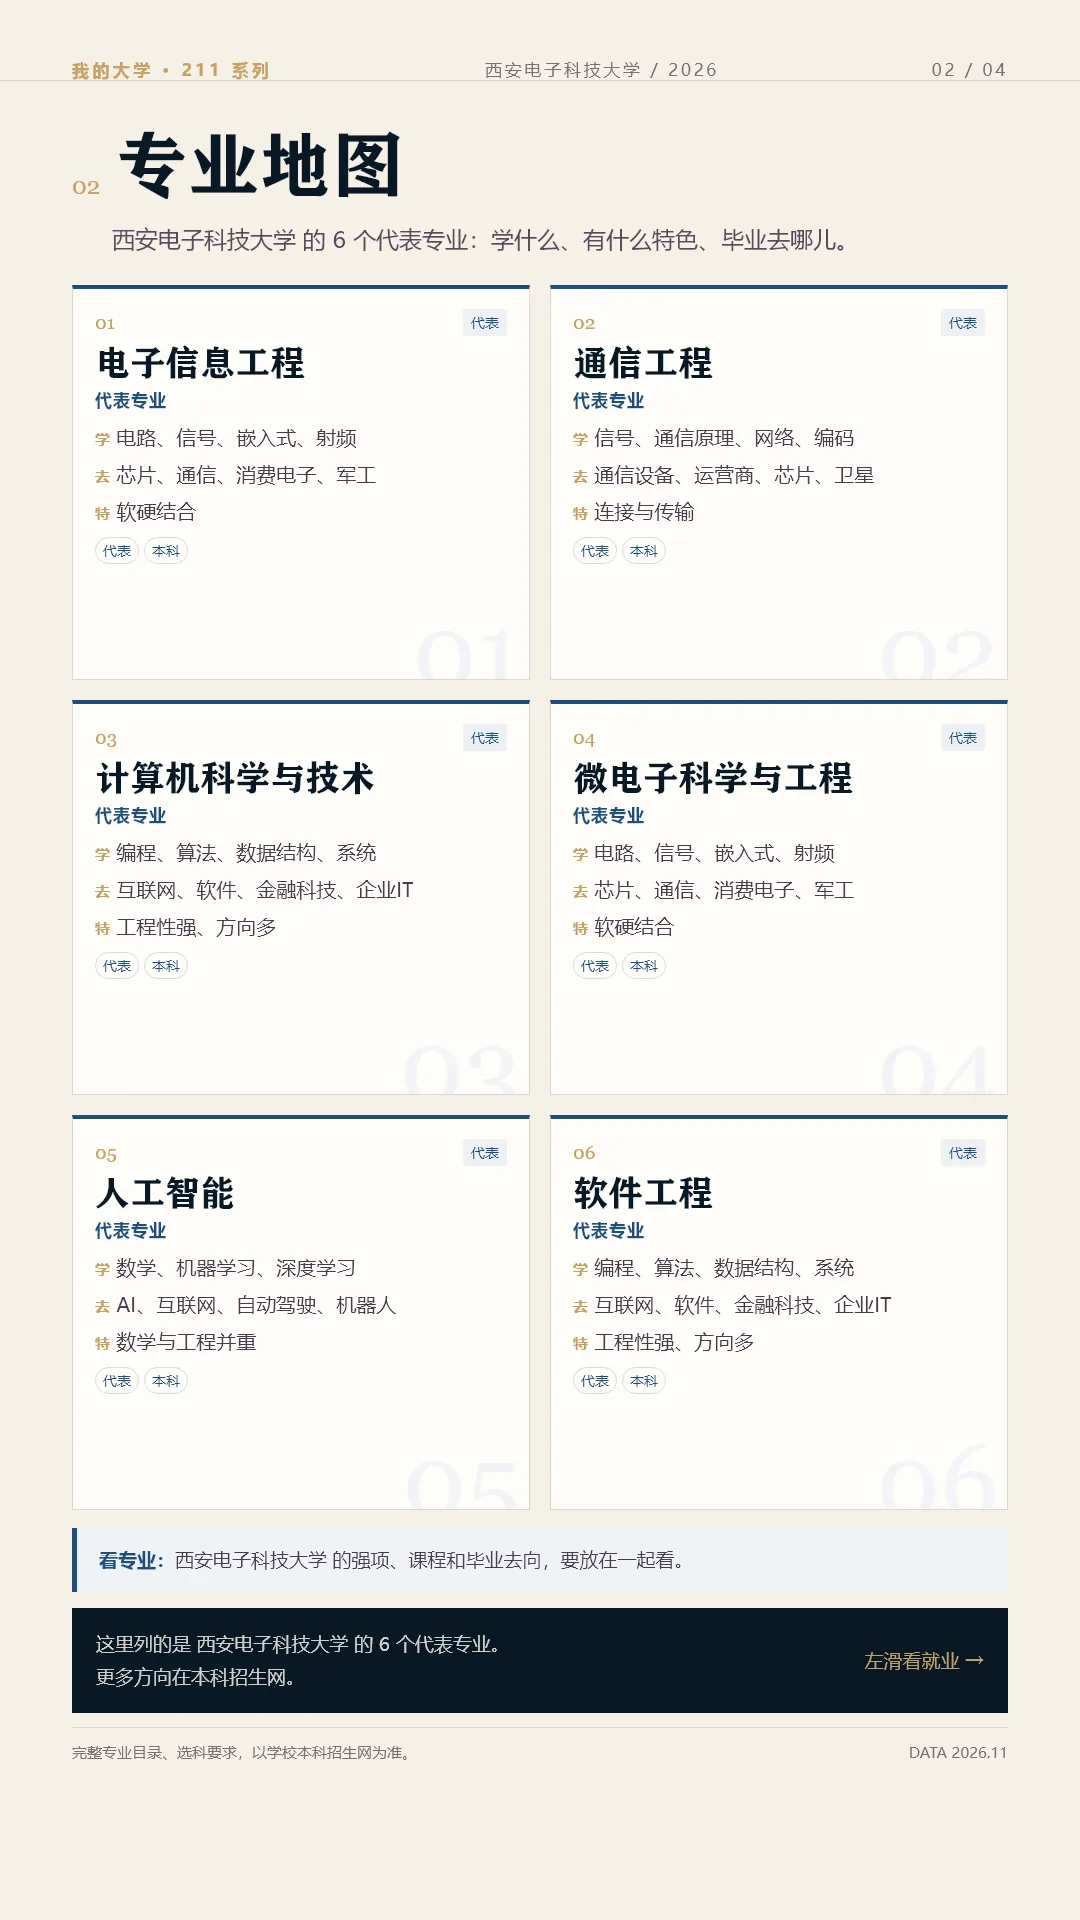 我的大学 · 211 系列
西安电子科技大学 / 2026
02 / 04
02 专业地图
西安电子科技大学 的 6 个代表专业：学什么、有什么特色、毕业去哪儿。
01
代表
电子信息工程
代表专业
学 电路、信号、嵌入式、射频
去 芯片、通信、消费电子、军工
特 软硬结合
代表 本科
01
02
代表
通信工程
代表专业
学 信号、通信原理、网络、编码
去 通信设备、运营商、芯片、卫星
特 连接与传输
代表 本科
02
03
代表
计算机科学与技术
代表专业
学 编程、算法、数据结构、系统
去 互联网、软件、金融科技、企业IT
特 工程性强、方向多
代表 本科
03
04
代表
微电子科学与工程
代表专业
学 电路、信号、嵌入式、射频
去 芯片、通信、消费电子、军工
特 软硬结合
代表 本科
04
05
代表
人工智能
代表专业
学 数学、机器学习、深度学习
去 AI、互联网、自动驾驶、机器人
特 数学与工程并重
代表 本科
05
06
代表
软件工程
代表专业
学 编程、算法、数据结构、系统
去 互联网、软件、金融科技、企业IT
特 工程性强、方向多
代表 本科
06
看专业：西安电子科技大学 的强项、课程和毕业去向，要放在一起看。
这里列的是 西安电子科技大学 的 6 个代表专业。
更多方向在本科招生网。
左滑看就业 →
完整专业目录、选科要求，以学校本科招生网为准。
DATA 2026.11